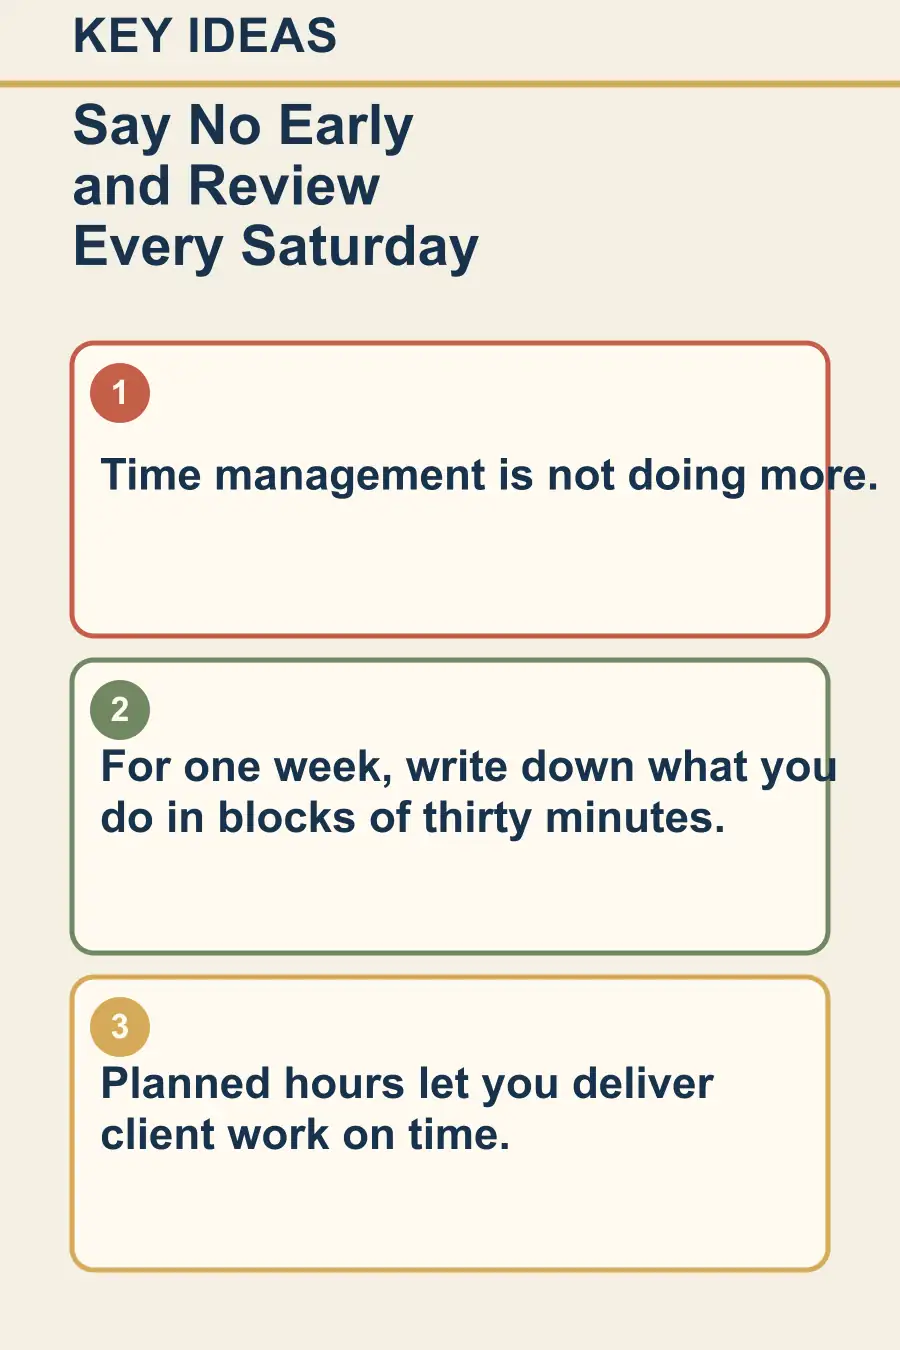 KEY IDEAS
Say No Early
and Review
Every Saturday
1
Time management is not doing more.
2
For one week, write down what you
do in blocks of thirty minutes.
3
Planned hours let you deliver
client work on time.